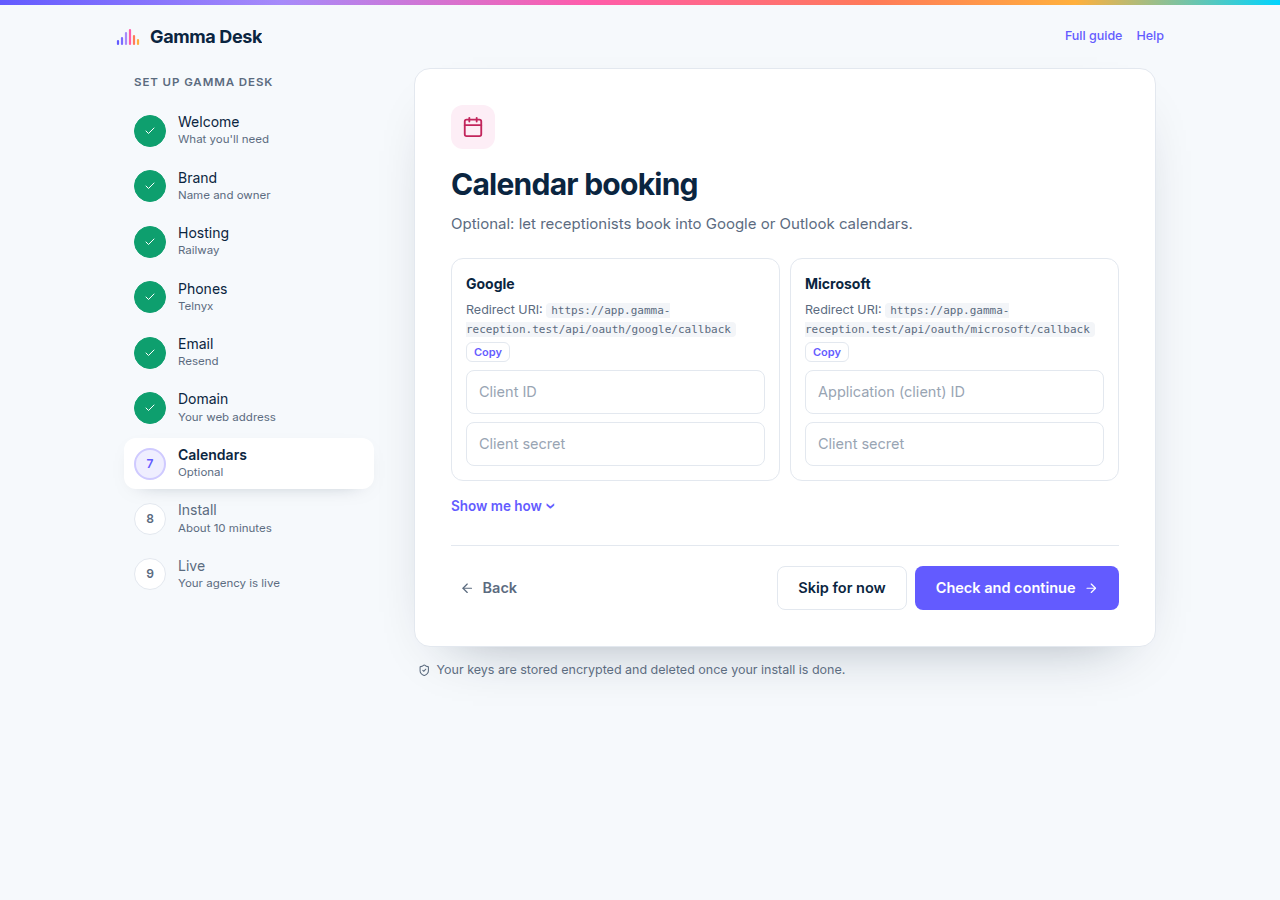 Gamma Desk
Full guide
Help
SET UP GAMMA DESK
Welcome
What you'll need
Brand
Name and owner
Hosting
Railway
Phones
Telnyx
Email
Resend
Domain
Your web address
7
Calendars
Optional
8
Install
About 10 minutes
9
Live
Your agency is live
Calendar booking
Optional: let receptionists book into Google or Outlook calendars.
Google
Redirect URI: https://app.gamma-
reception.test/api/oauth/google/callback
Copy
Client ID
Client secret
Microsoft
Redirect URI: https://app.gamma-
reception.test/api/oauth/microsoft/callback
Copy
Application (client) ID
Client secret
Show me how
Back
Skip for now
Check and continue
Your keys are stored encrypted and deleted once your install is done.